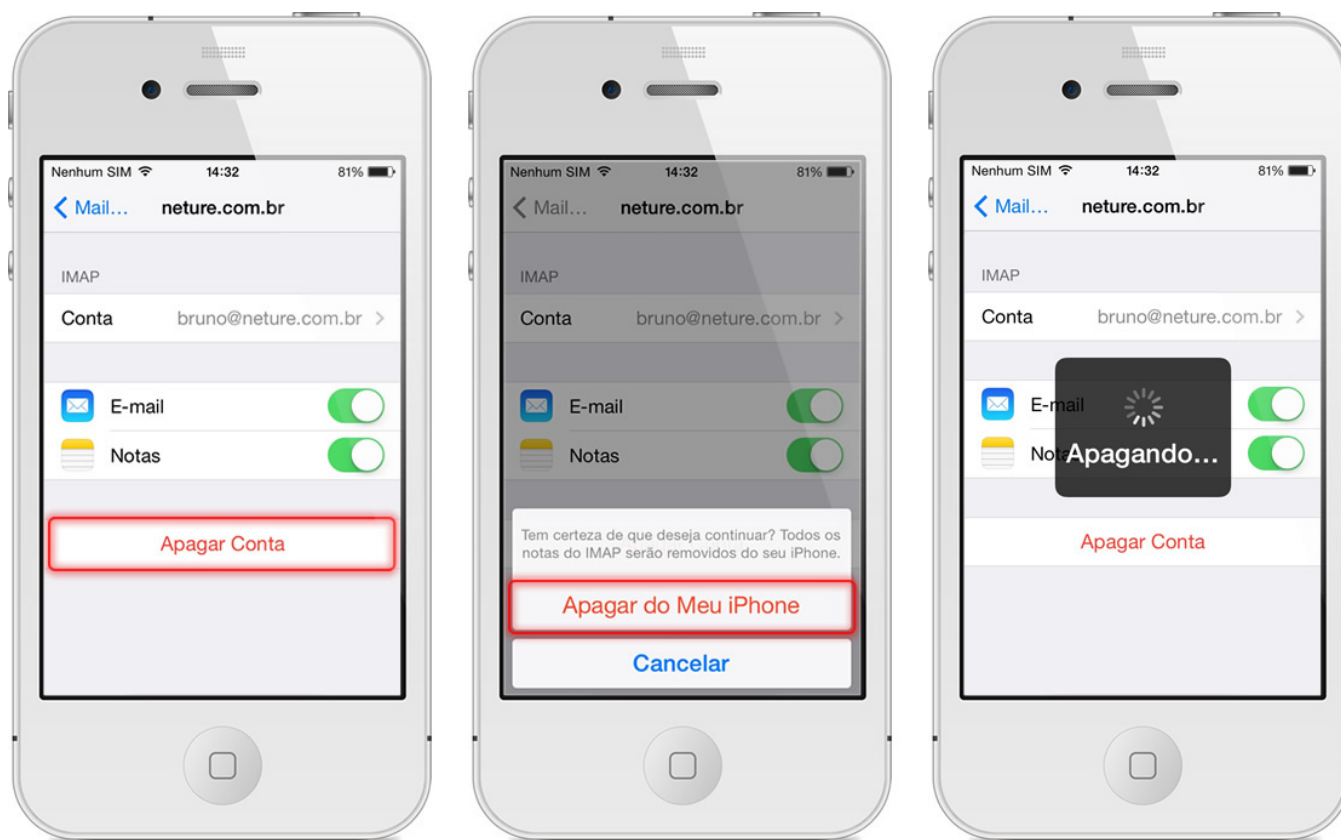 Nenhum SIM 14:32 81%
Mail... neture.com.br
IMAP
Conta bruno@neture.com.br
E-mail
Notas
Apagar Conta
Nenhum SIM 14:32 81%
Mail... neture.com.br
IMAP
Conta bruno@neture.com.br
E-mail
Notas
Tem certeza de que deseja continuar? Todos os
notas do IMAP serão removidos do seu iPhone.
Apagar do Meu iPhone
Cancelar
Nenhum SIM 14:32 81%
Mail... neture.com.br
IMAP
Conta bruno@neture.com.br
E-mail
Apagando...
Apagar Conta